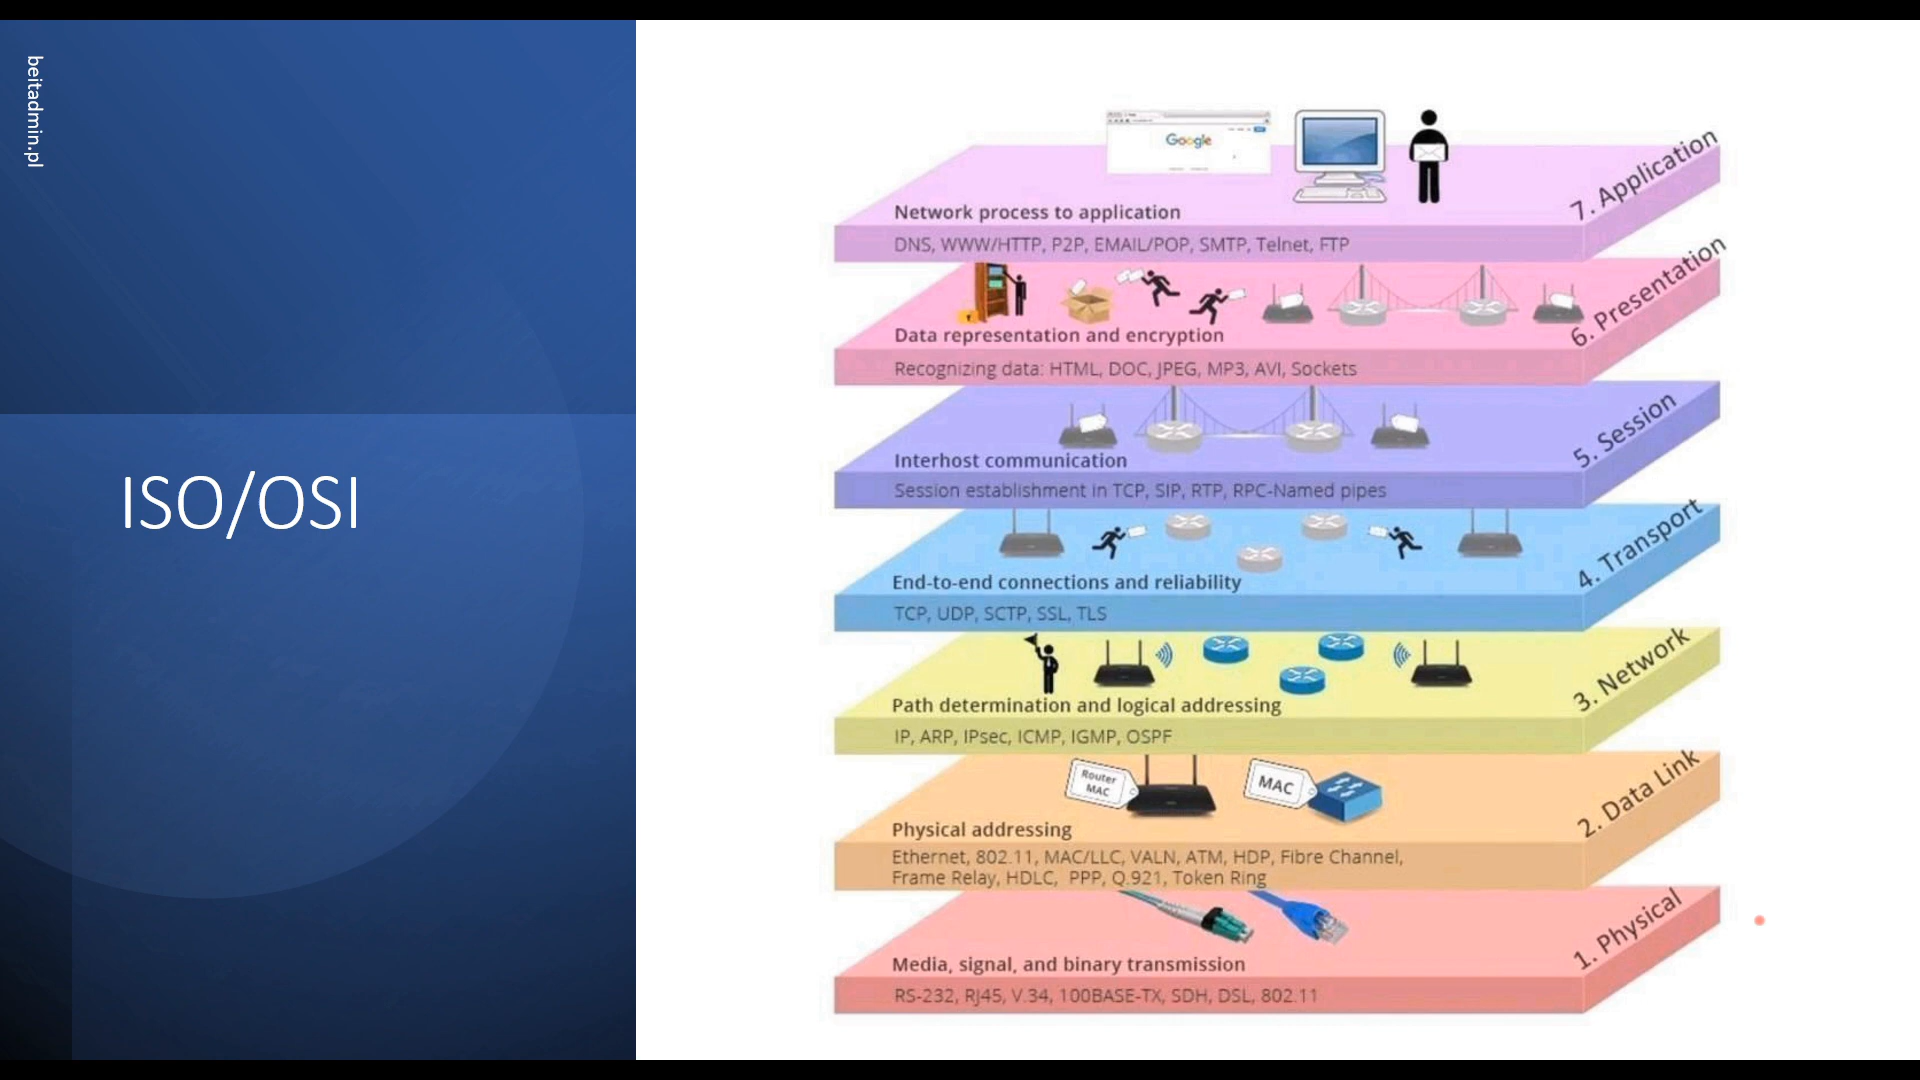 beitadmin.pl
ISO/OSI
Google
7. Application
Network process to application
DNS, WWW/HTTP, P2P, EMAIL/POP, SMTP, Telnet, FTP
6. Presentation
Data representation and encryption
Recognizing data: HTML, DOC, JPEG, MP3, AVI, Sockets
5. Session
Interhost communication
Session establishment in TCP, SIP, RTP, RPC-Named pipes
4. Transport
End-to-end connections and reliability
TCP, UDP, SCTP, SSL, TLS
3. Network
Path determination and logical addressing
IP, ARP, IPsec, ICMP, IGMP, OSPF
2. Data Link
Router
MAC
MAC
Physical addressing
Ethernet, 802.11, MAC/LLC, VALN, ATM, HDP, Fibre Channel,
Frame Relay, HDLC, PPP, Q.921, Token Ring
1. Physical
Media, signal, and binary transmission
RS-232, RJ45, V.34, 100BASE-TX, SDH, DSL, 802.11